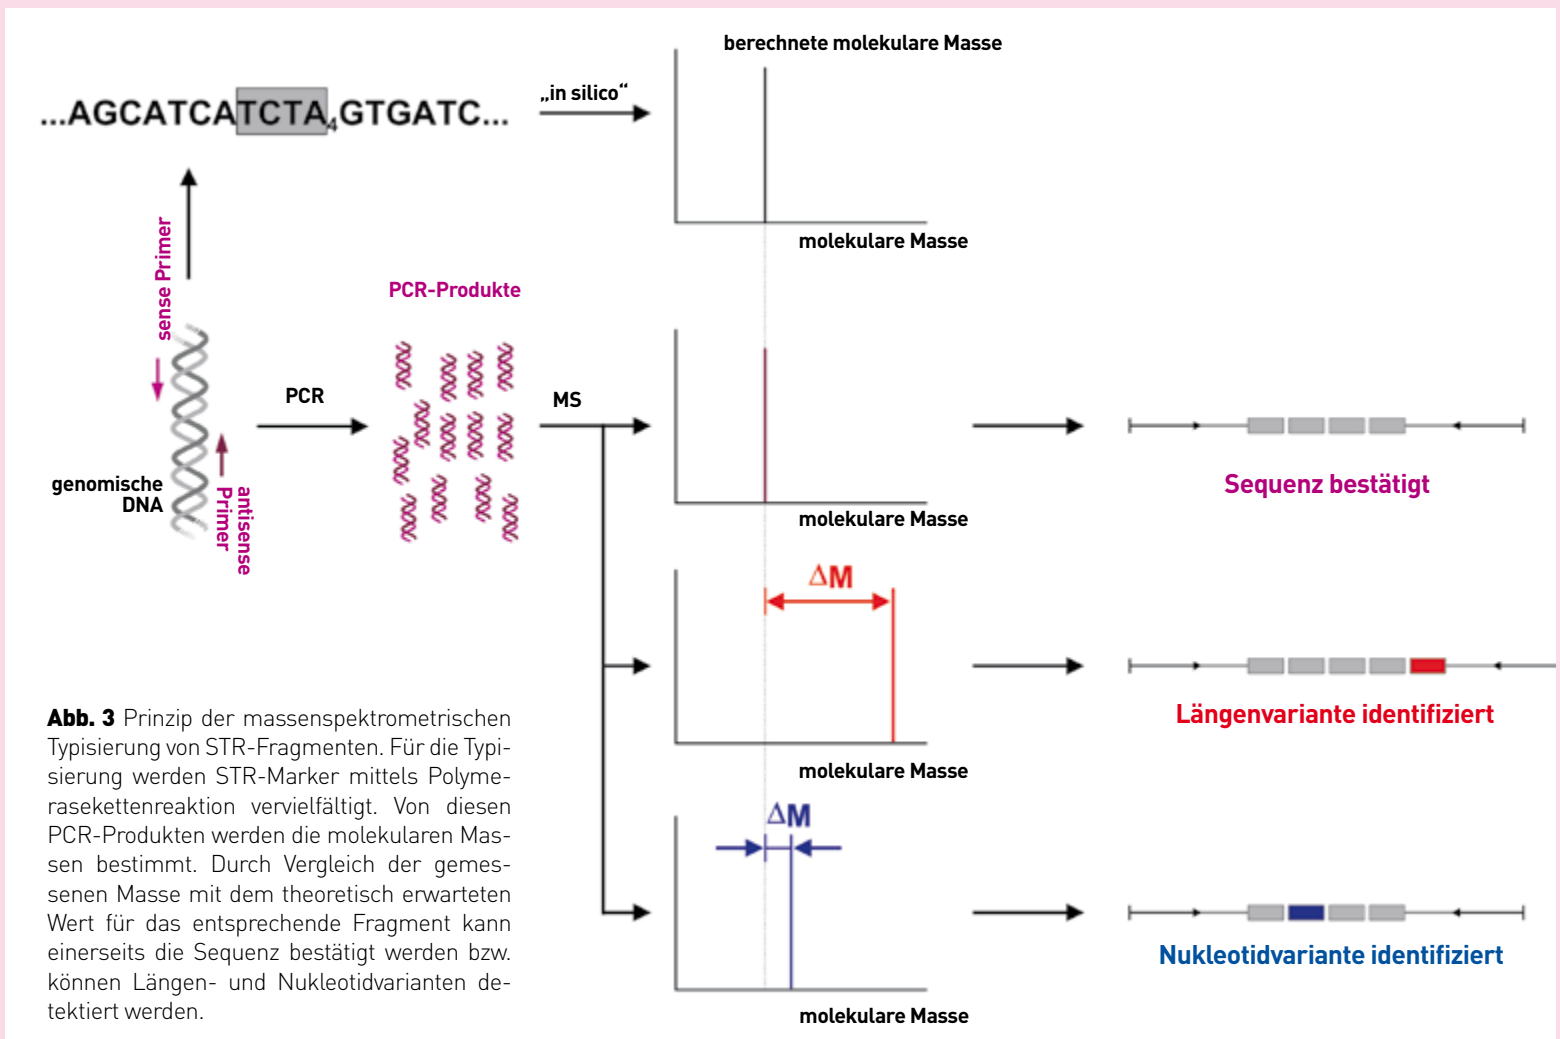 berechnete molekulare Masse
...AGCATCATCTA4GTGATC...
„in silico“
molekulare Masse
sense Primer
PCR-Produkte
PCR
MS
genomische
DNA
antisense
Primer
molekulare Masse
Sequenz bestätigt
ΔM
molekulare Masse
Längenvariante identifiziert
ΔM
molekulare Masse
Nukleotidvariante identifiziert
Abb. 3 Prinzip der massenspektrometrischen
Typisierung von STR-Fragmenten. Für die Typi-
sierung werden STR-Marker mittels Polyme-
rasekettenreaktion vervielfältigt. Von diesen
PCR-Produkten werden die molekularen Mas-
sen bestimmt. Durch Vergleich der gemes-
senen Masse mit dem theoretisch erwarteten
Wert für das entsprechende Fragment kann
einerseits die Sequenz bestätigt werden bzw.
können Längen- und Nukleotidvarianten de-
tektiert werden.